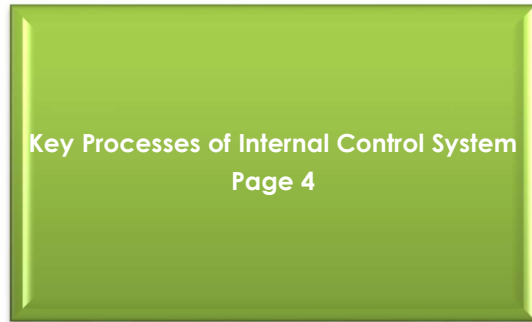 Key Processes of Internal Control System
Page 4